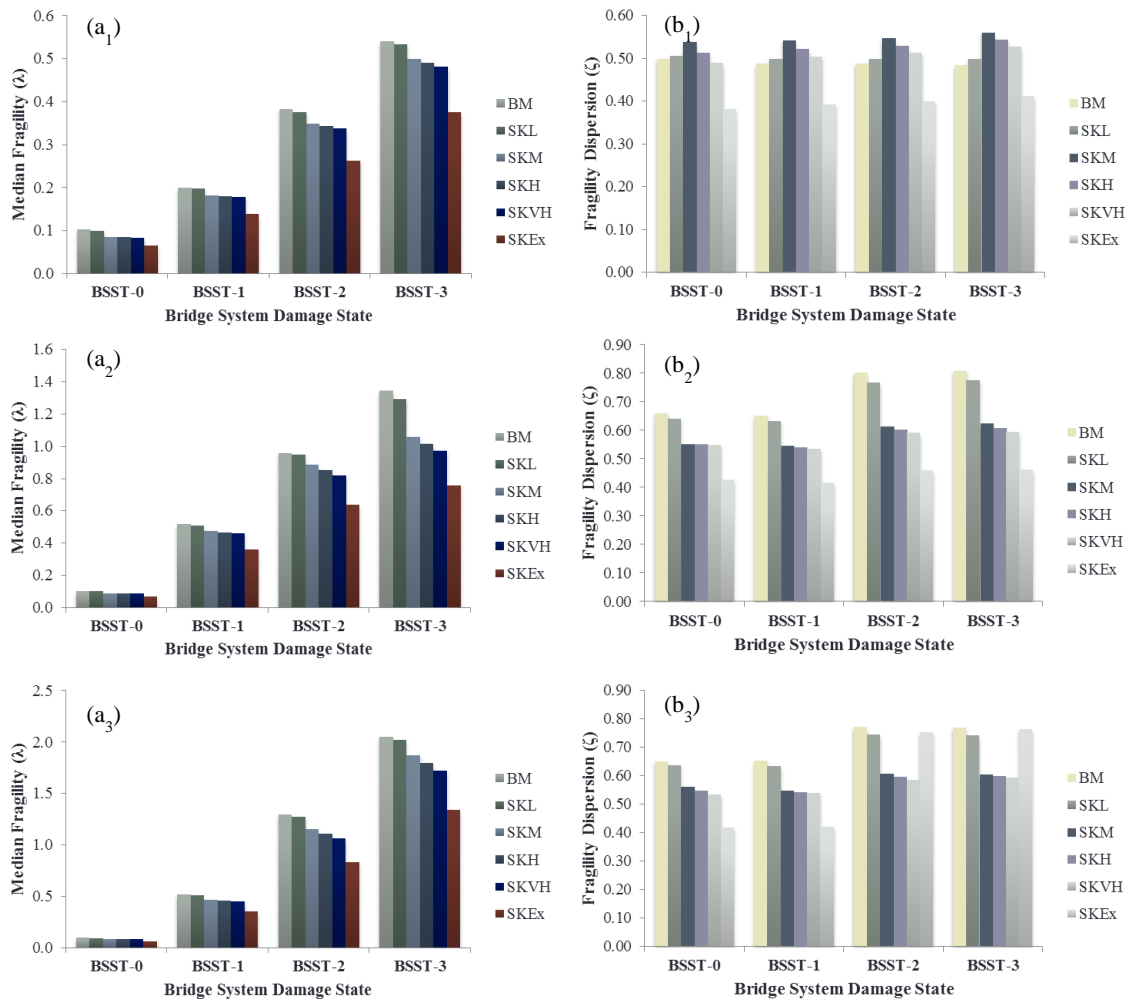 (a1)
Median Fragility (λ)
0.6
0.5
0.4
0.3
0.2
0.1
0.0
BSST-0 BSST-1 BSST-2 BSST-3
Bridge System Damage State
BM
SKL
SKM
SKH
SKVH
SKEx
(b1)
Fragility Dispersion (ζ)
0.60
0.50
0.40
0.30
0.20
0.10
0.00
BSST-0 BSST-1 BSST-2 BSST-3
Bridge System Damage State
BM
SKL
SKM
SKH
SKVH
SKEx
(a2)
Median Fragility (λ)
1.6
1.4
1.2
1.0
0.8
0.6
0.4
0.2
0.0
BSST-0 BSST-1 BSST-2 BSST-3
Bridge System Damage State
BM
SKL
SKM
SKH
SKVH
SKEx
(b2)
Fragility Dispersion (ζ)
0.90
0.80
0.70
0.60
0.50
0.40
0.30
0.20
0.10
0.00
BSST-0 BSST-1 BSST-2 BSST-3
Bridge System Damage State
BM
SKL
SKM
SKH
SKVH
SKEx
(a3)
Median Fragility (λ)
2.5
2.0
1.5
1.0
0.5
0.0
BSST-0 BSST-1 BSST-2 BSST-3
Bridge System Damage State
BM
SKL
SKM
SKH
SKVH
SKEx
(b3)
Fragility Dispersion (ζ)
0.90
0.80
0.70
0.60
0.50
0.40
0.30
0.20
0.10
0.00
BSST-0 BSST-1 BSST-2 BSST-3
Bridge System Damage State
BM
SKL
SKM
SKH
SKVH
SKEx